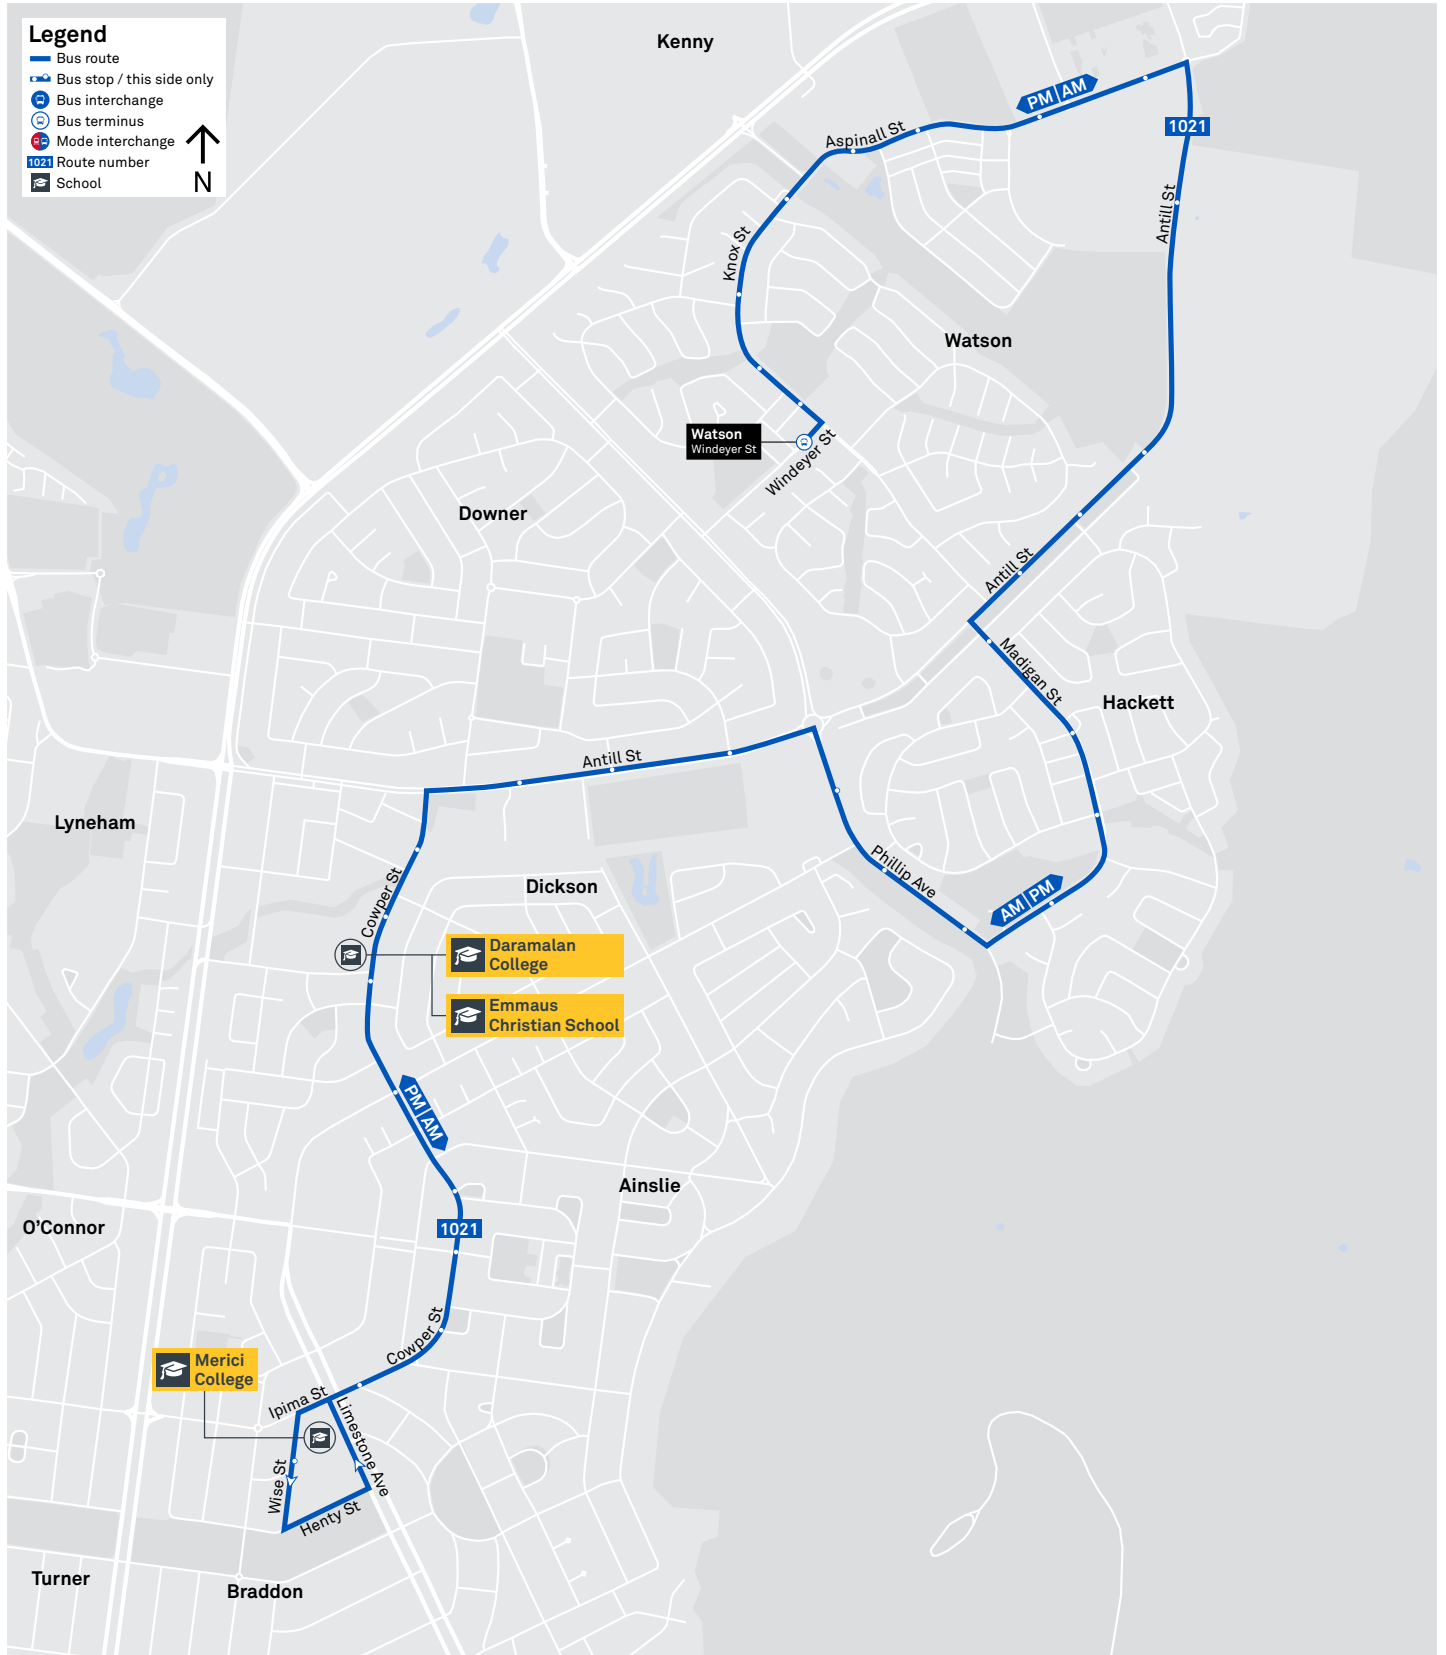 Legend
Bus route
Bus stop / this side only
Bus interchange
Bus terminus
Mode interchange
1021 Route number
School
N
Kenny
PM | AM
1021
Aspinall St
Antill St
Knox St
Watson
Watson
Windeyer St
Windeyer St
Downer
Antill St
Madigan St
Hackett
Antill St
Lyneham
Phillip Ave
Dickson
AM | PM
Cowper St
Daramalan
College
Emmaus
Christian School
PM | AM
Ainslie
O'Connor
1021
Cowper St
Merici
College
Ipima St
Limestone Ave
Wise St
Henty St
Turner
Braddon